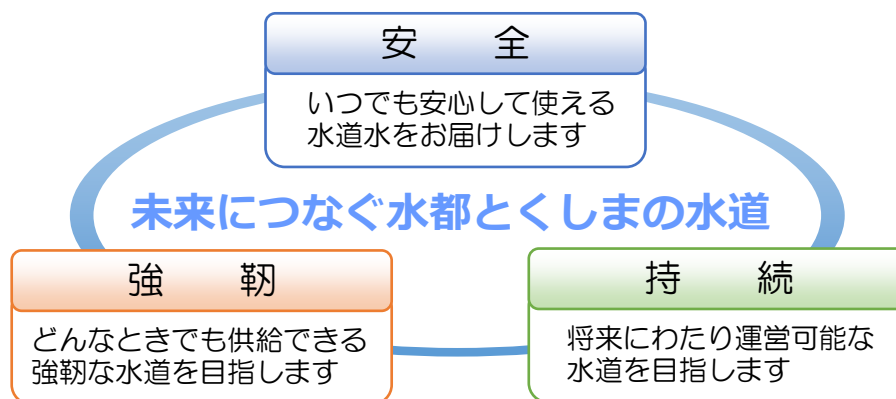 安 全
いつでも安心して使える
水道水をお届けします
未来につなぐ水都とくしまの水道
強 靭
どんなときでも供給できる
強靭な水道を目指します
持 続
将来にわたり運営可能な
水道を目指します